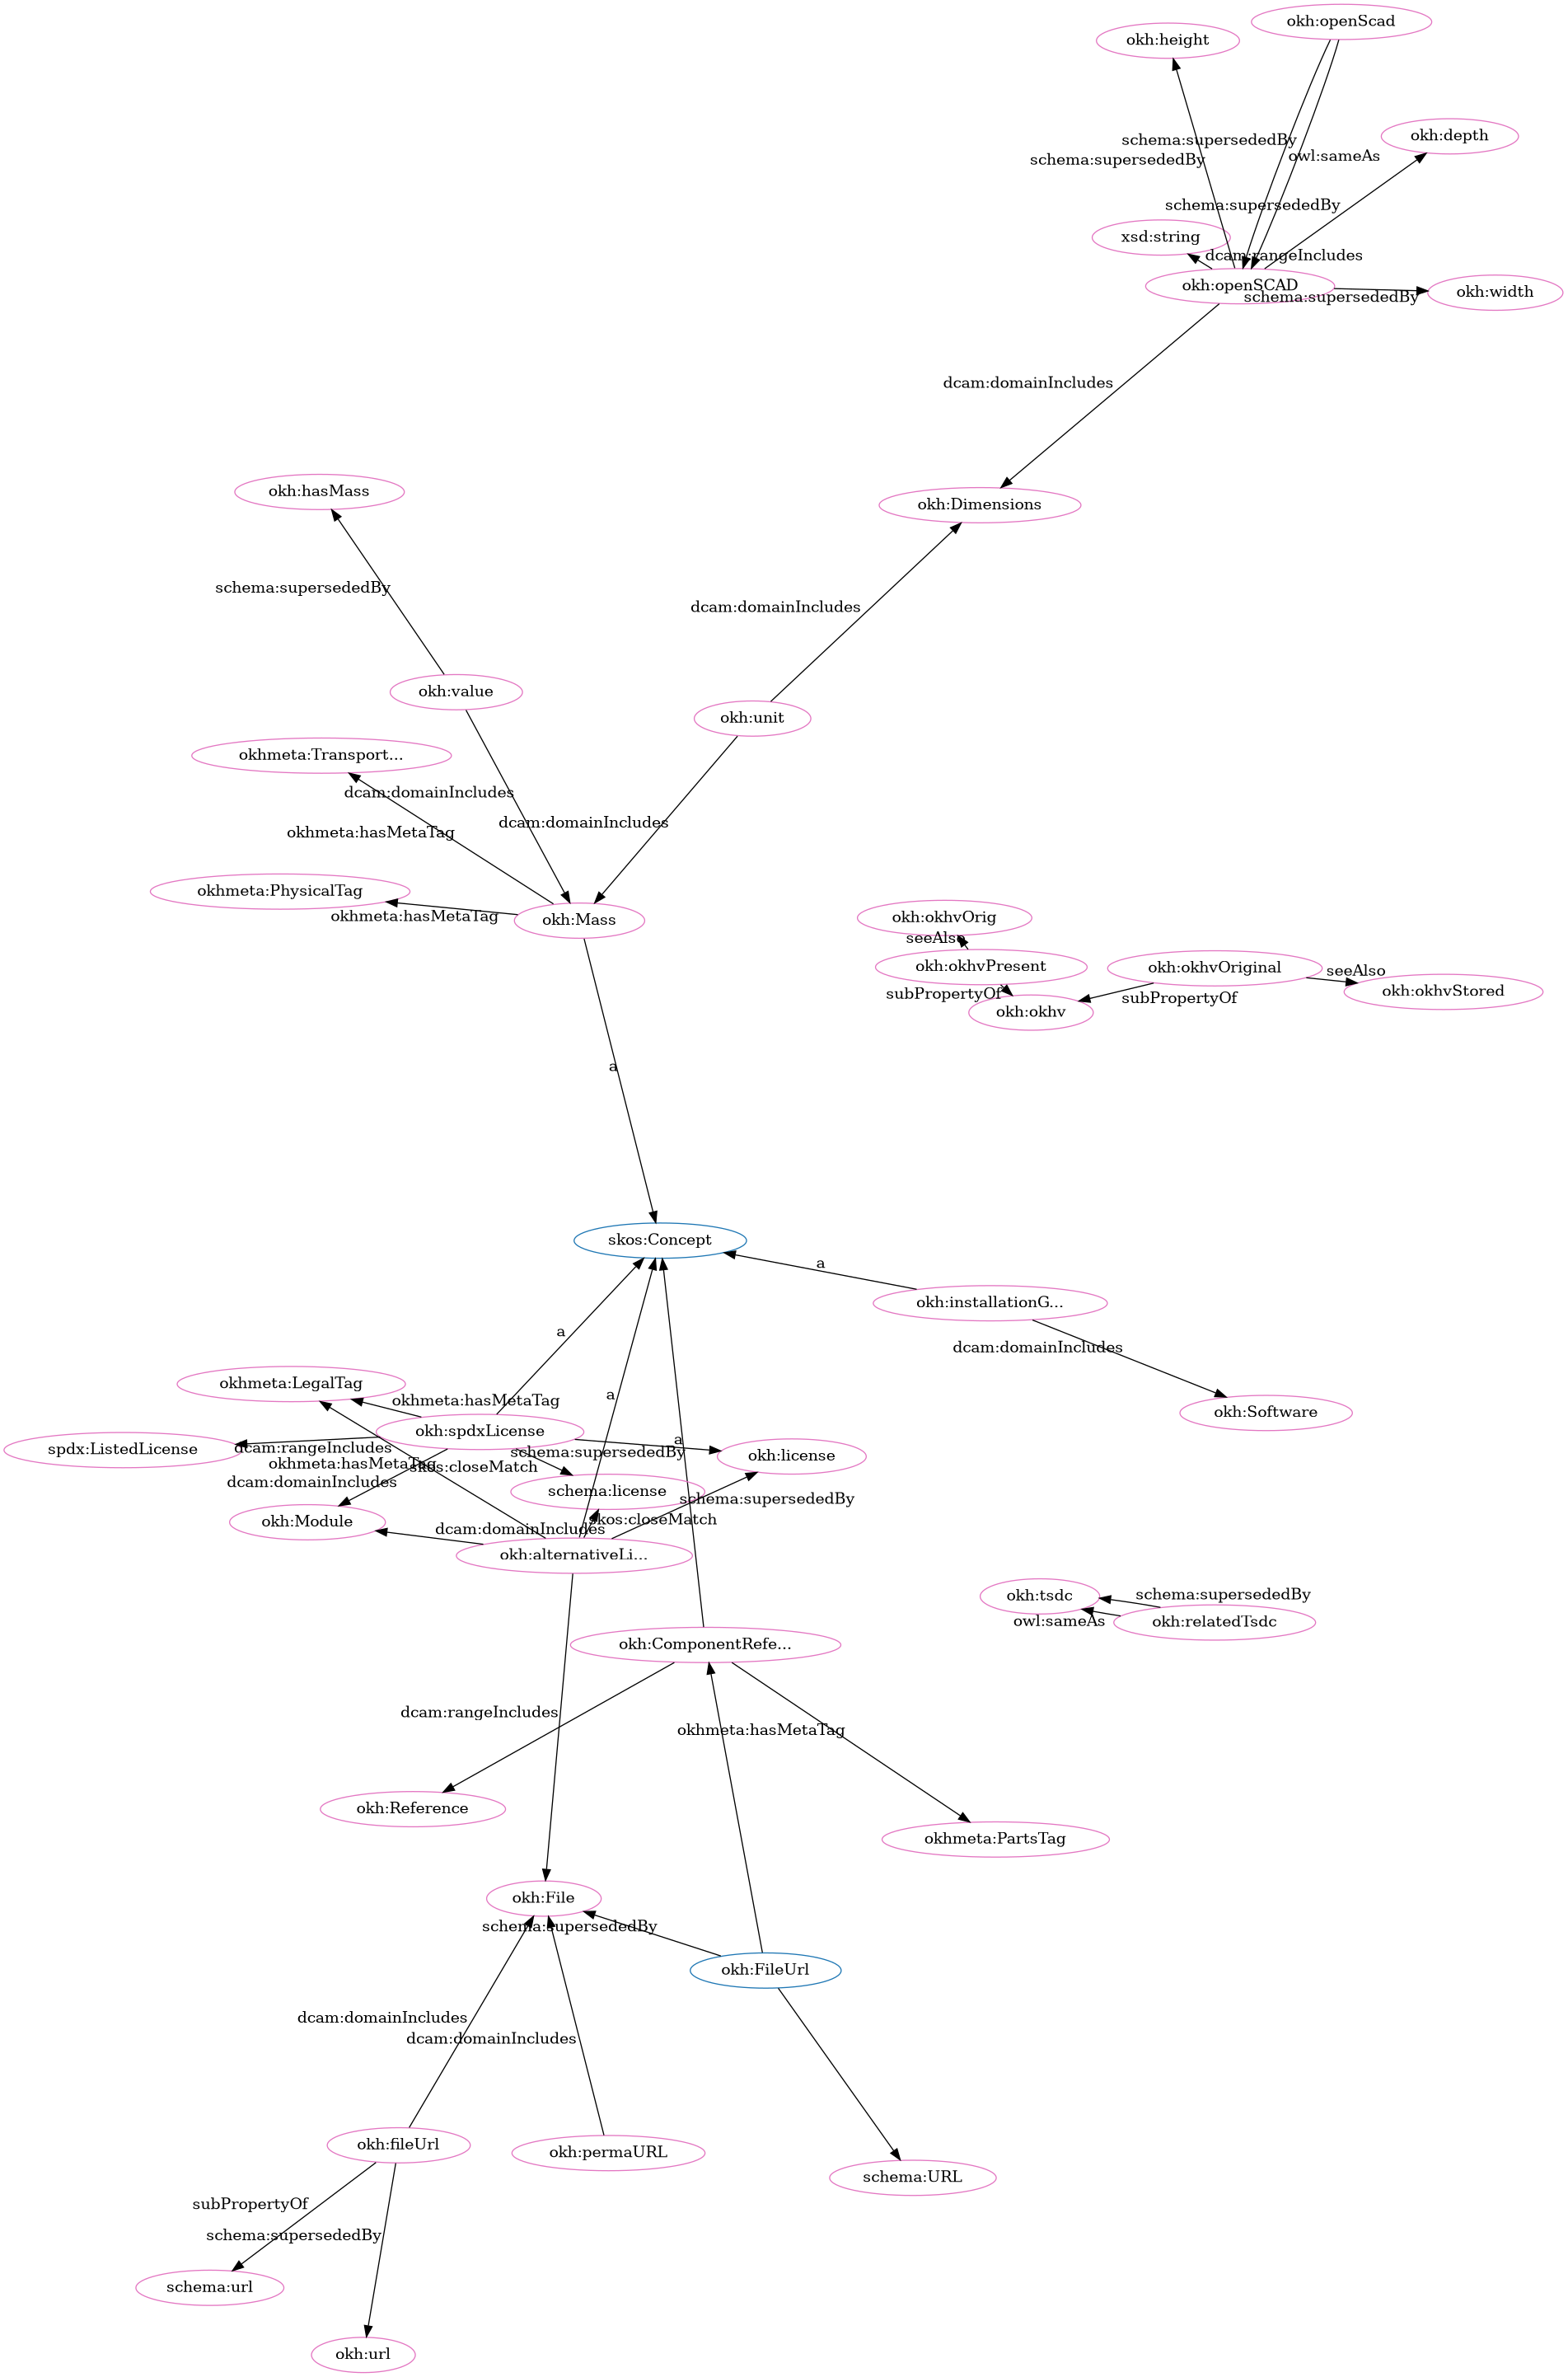 okh:openScad
okh:height
okh:depth
schema:supersededBy
owl:sameAs
schema:supersededBy
schema:supersededBy
xsd:string
dcam:rangeIncludes
okh:openSCAD
okh:width
schema:supersededBy
dcam:domainIncludes
okh:hasMass
okh:Dimensions
schema:supersededBy
dcam:domainIncludes
okh:value
okh:unit
okhmeta:Transport...
dcam:domainIncludes
dcam:domainIncludes
okhmeta:hasMetaTag
okhmeta:PhysicalTag
okhmeta:hasMetaTag
okh:Mass
okh:okhvOrig
seeAlso
okh:okhvPresent
okh:okhvOriginal
seeAlso
okh:okhvStored
subPropertyOf
subPropertyOf
okh:okhv
a
skos:Concept
a
okh:installationG...
a
dcam:domainIncludes
okhmeta:LegalTag
a
okhmeta:hasMetaTag
okh:Software
okh:spdxLicense
a
spdx:ListedLicense
dcam:rangeIncludes
schema:supersededBy
okh:license
okhmeta:hasMetaTag
skos:closeMatch
dcam:domainIncludes
schema:license
schema:supersededBy
okh:Module
skos:closeMatch
dcam:domainIncludes
okh:alternativeLi...
okh:tsdc
schema:supersededBy
owl:sameAs
okh:relatedTsdc
okh:ComponentRefe...
dcam:rangeIncludes
okhmeta:hasMetaTag
okh:Reference
okhmeta:PartsTag
okh:File
schema:supersededBy
okh:FileUrl
dcam:domainIncludes
dcam:domainIncludes
okh:fileUrl
okh:permaURL
schema:URL
subPropertyOf
schema:supersededBy
schema:url
okh:url